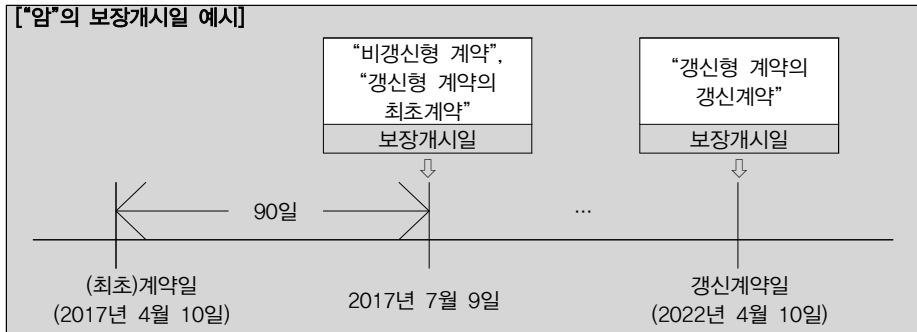 [“암”의 보장개시일 예시]
“비갱신형 계약”,
“갱신형 계약의
최초계약”
보장개시일
“갱신형 계약의
갱신계약”
보장개시일
90일
...
(최초)계약일
(2017년 4월 10일)
2017년 7월 9일
갱신계약일
(2022년 4월 10일)